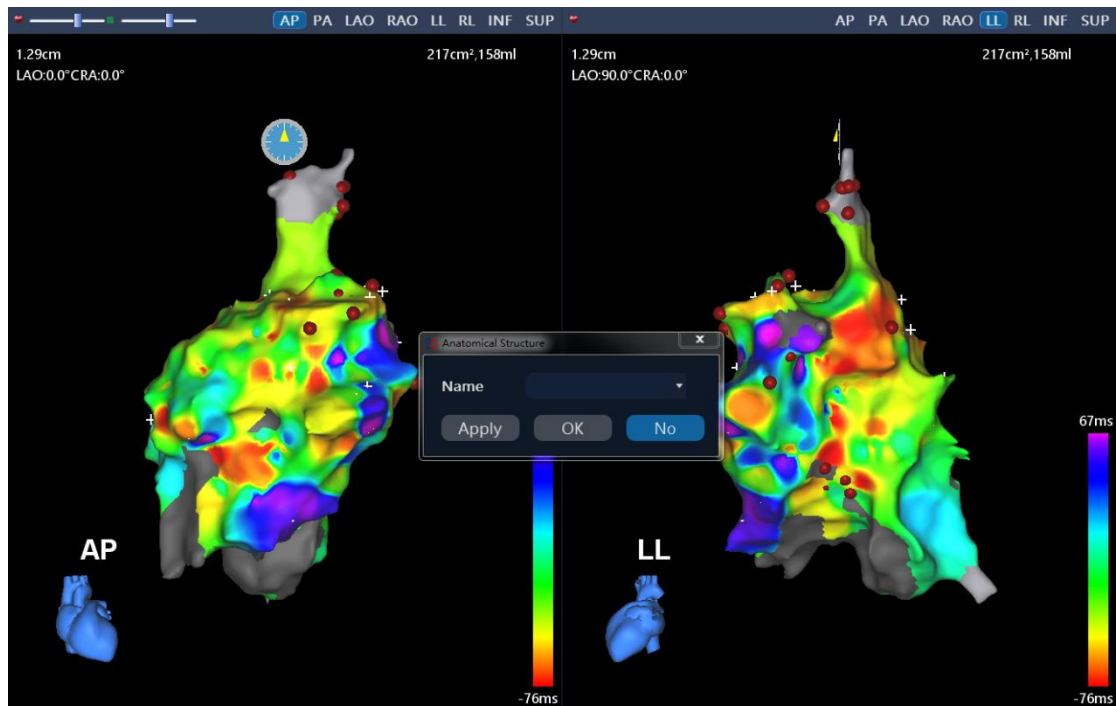 AP PA LAO RAO LL RL INF SUP
AP PA LAO RAO LL RL INF SUP
1.29cm
217cm²,158ml
LAO:0.0°CRA:0.0°
1.29cm
217cm²,158ml
LAO:90.0°CRA:0.0°
Anatomical Structure
x
Name
Apply OK No
67ms
AP
LL
-76ms
-76ms